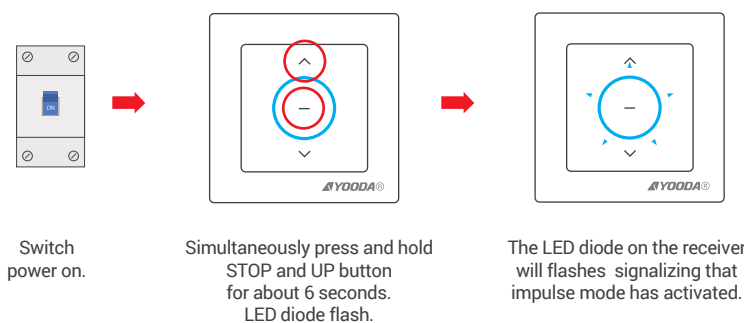 ON
YOODA®
YOODA®
Switch
power on.
Simultaneously press and hold
STOP and UP button
for about 6 seconds.
LED diode flash.
The LED diode on the receiver
will flashes signalizing that
impulse mode has activated.